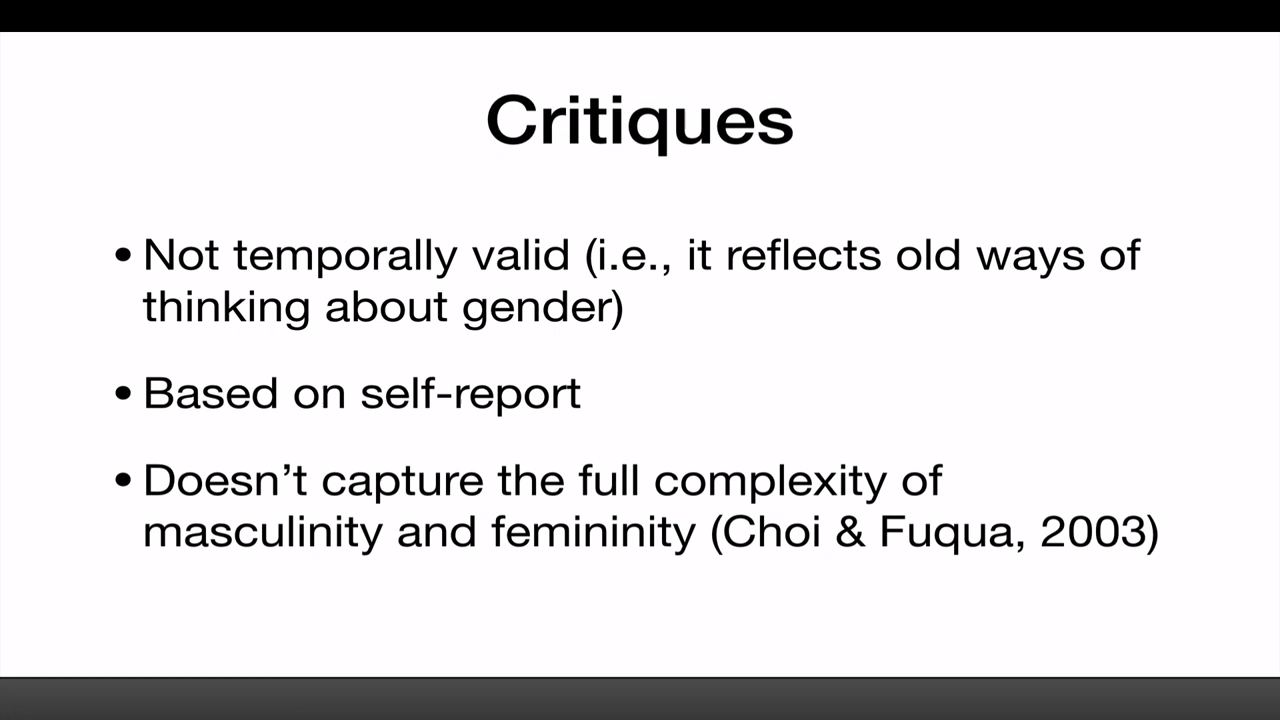 Critiques
• Not temporally valid (i.e., it reflects old ways of
thinking about gender)
• Based on self-report
• Doesn’t capture the full complexity of
masculinity and femininity (Choi & Fuqua, 2003)